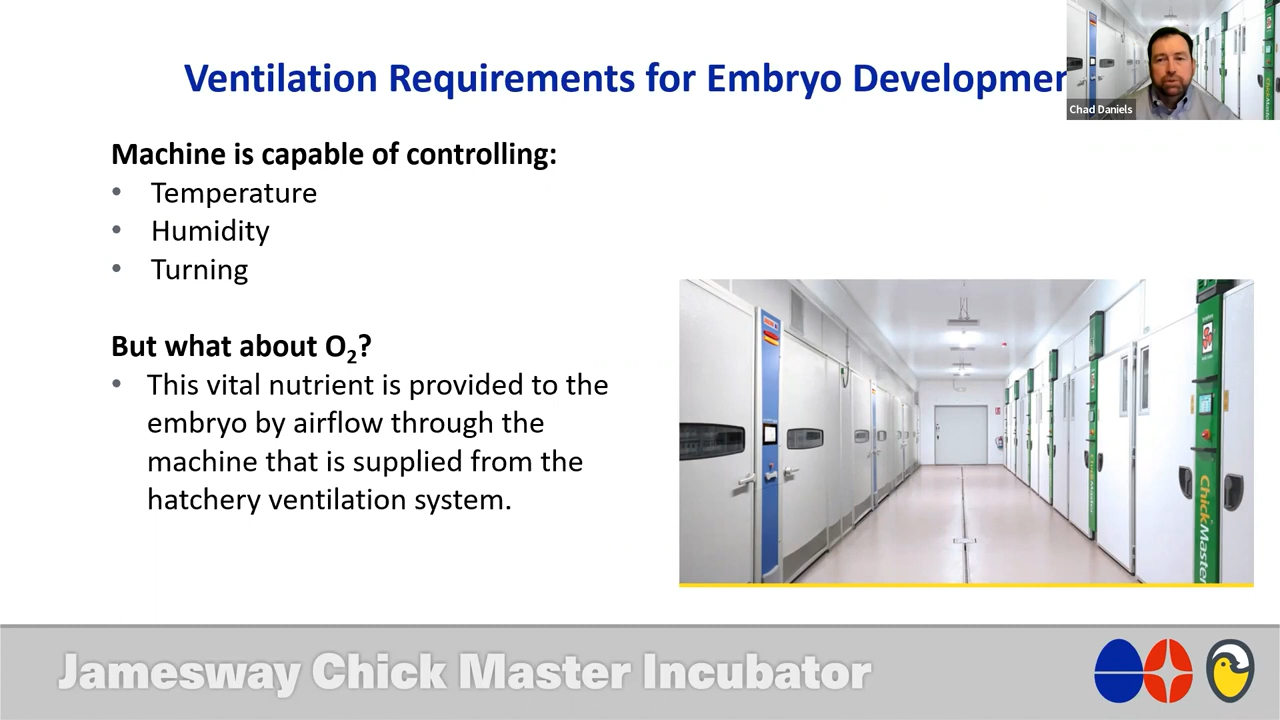 Ventilation Requirements for Embryo Developmen
Chad Daniels
Machine is capable of controlling:
• Temperature
• Humidity
• Turning
But what about O₂?
• This vital nutrient is provided to the
embryo by airflow through the
machine that is supplied from the
hatchery ventilation system.
ChickMaster
Jamesway Chick Master Incubator